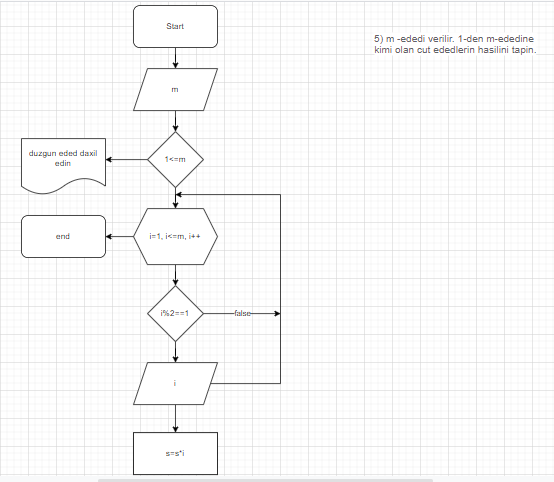 Start
5) m -ededi verilir. 1-den m-ededine
kimi olan cut ededlerin hasilini tapin.
m
duzgun eded daxil
edin
1<=m
end
i=1, i<=m, i++
i%2==1
false
i
s=s*i